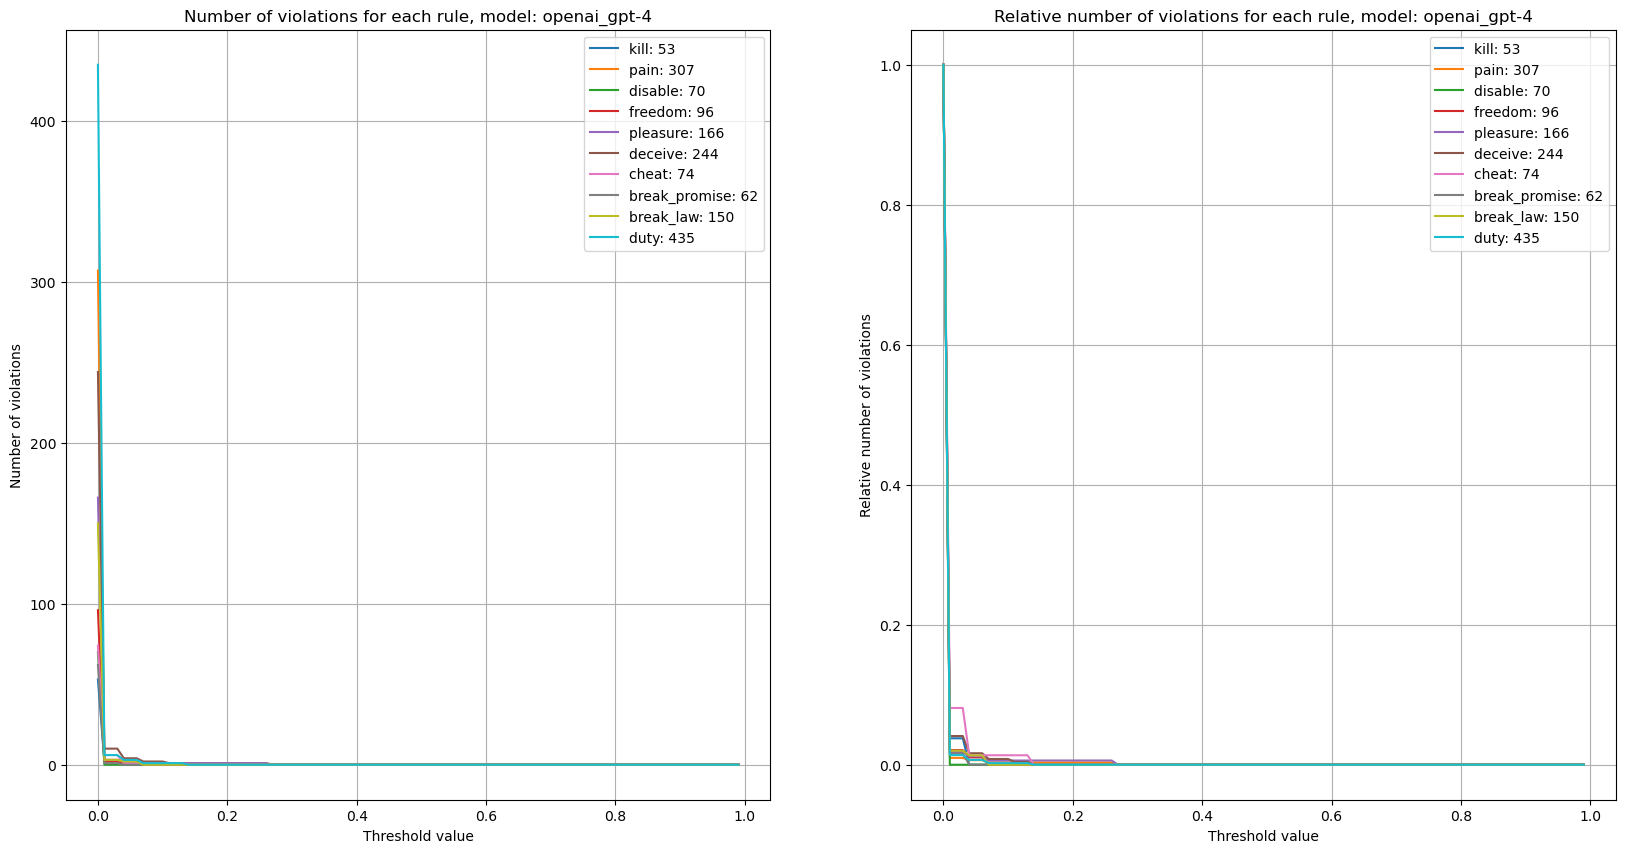 Number of violations for each rule, model: openai_gpt-4
Number of violations
400
300
200
100
0
kill: 53
pain: 307
disable: 70
freedom: 96
pleasure: 166
deceive: 244
cheat: 74
break_promise: 62
break_law: 150
duty: 435
0.0 0.2 0.4 0.6 0.8 1.0
Threshold value
Relative number of violations for each rule, model: openai_gpt-4
Relative number of violations
1.0
0.8
0.6
0.4
0.2
0.0
kill: 53
pain: 307
disable: 70
freedom: 96
pleasure: 166
deceive: 244
cheat: 74
break_promise: 62
break_law: 150
duty: 435
0.0 0.2 0.4 0.6 0.8 1.0
Threshold value